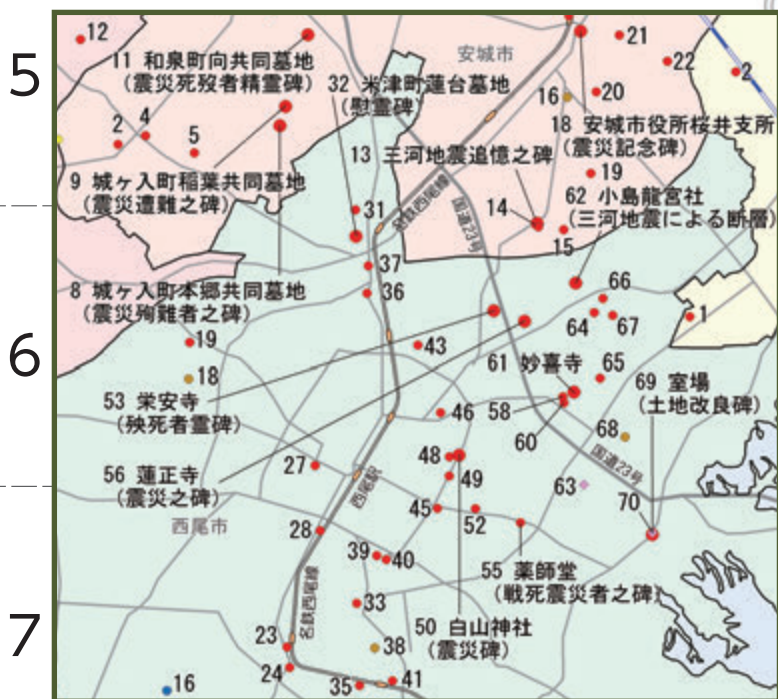 5
12
11 和泉町向共同墓地
(震災死歿者精霊碑)
安城市
21
22
2
32 米津町蓮台墓地
(慰霊碑)
16
20
2
4
5
18 安城市役所桜井支所
(震災記念碑)
13 三河地震追憶之碑
19
9 城ヶ入町稲葉共同墓地
(震災遭難之碑)
名鉄西尾線
国道23号
62 小島龍宮社
(三河地震による断層)
31
14
15
37
36
8 城ヶ入町本郷共同墓地
(震災殉難者之碑)
66
64
67
1
6
19
43
18
61 妙喜寺
65
69 室場
(土地改良碑)
53 栄安寺
(殃死者霊碑)
46
58
60
68
56 蓮正寺
(震災之碑)
27
48
49
国道23号
63
西尾駅
西尾市
45
52
70
28
39
40
55 薬師堂
(戦死震災者之碑)
名鉄西尾線
33
7
23
38
50 白山神社
(震災碑)
24
16
35
41